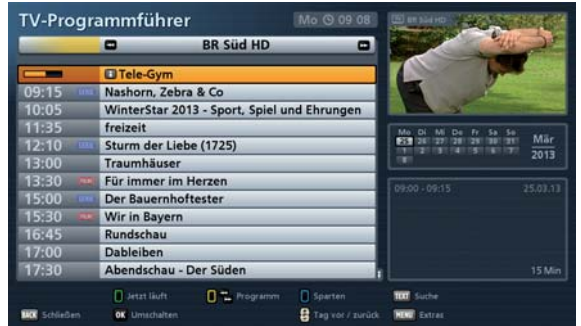 TV-Programmführer
Mo 09 08
BR Süd HD
BR Süd HD
Tele-Gym
09:15 Nashorn, Zebra & Co
10:05 WinterStar 2013 - Sport, Spiel und Ehrungen
11:35 freizeit
12:10 Sturm der Liebe (1725)
13:00 Traumhäuser
13:30 Für immer im Herzen
15:00 Der Bauernhoftester
15:30 Wir in Bayern
16:45 Rundschau
17:00 Dableiben
17:30 Abendschau - Der Süden
Mo Di Mi Do Fr Sa So
25 26 27 28 29 30 31
1 2 3 4 5 6 7
8
Mär
2013
09:00 - 09:15 25.03.13
15 Min
Jetzt läuft Programm Sparten TEXT Suche
BACK Schließen OK Umschalten Tag vor / zurück MENU Extras